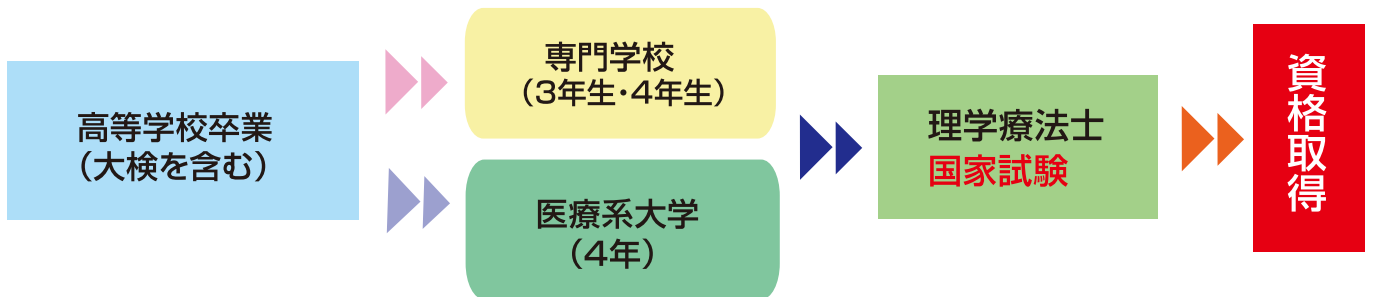 高等学校卒業
（大検を含む）
専門学校
（3年生・4年生）
医療系大学
（4年）
理学療法士
国家試験
資格取得